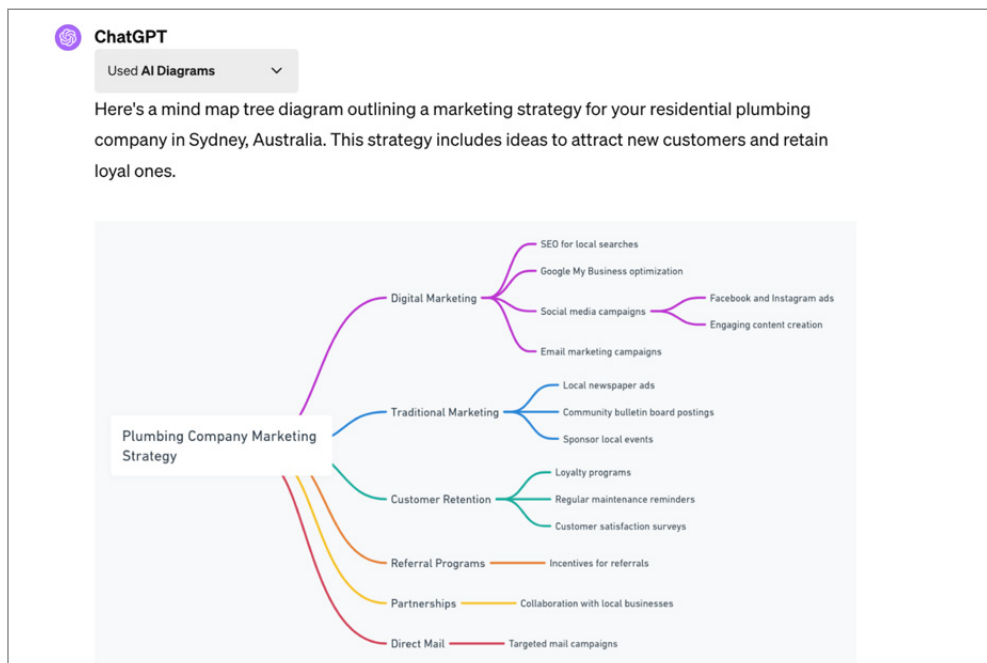 ChatGPT
Used AI Diagrams
Here's a mind map tree diagram outlining a marketing strategy for your residential plumbing
company in Sydney, Australia. This strategy includes ideas to attract new customers and retain
loyal ones.
Plumbing Company Marketing
Strategy
Digital Marketing
SEO for local searches
Google My Business optimization
Social media campaigns
Facebook and Instagram ads
Engaging content creation
Email marketing campaigns
Traditional Marketing
Local newspaper ads
Community bulletin board postings
Sponsor local events
Customer Retention
Loyalty programs
Regular maintenance reminders
Customer satisfaction surveys
Referral Programs
Incentives for referrals
Partnerships
Collaboration with local businesses
Direct Mail
Targeted mail campaigns